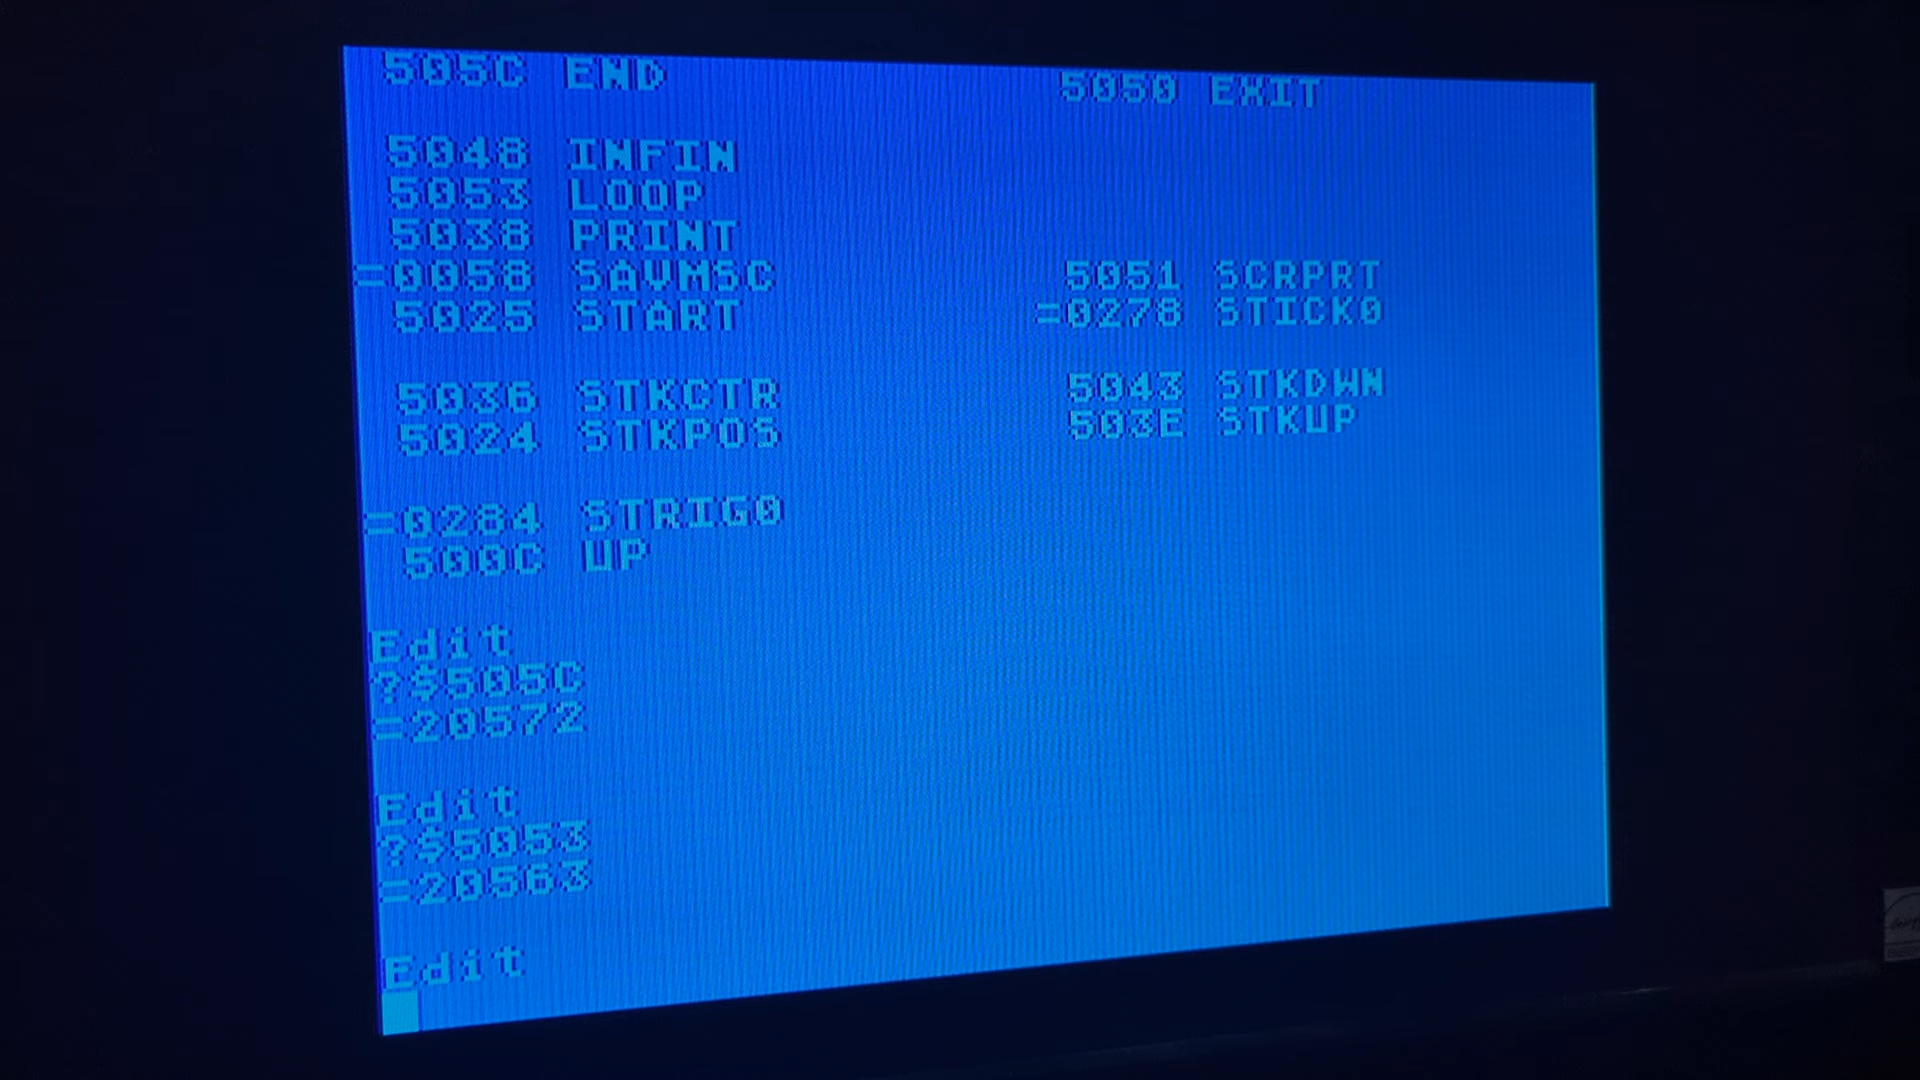 505C END 5050 EXIT
5048 INFIN
5053 LOOP
5038 PRINT
=0058 SAVMSC 5051 SCRPRT
5025 START =0278 STICK0
5036 STKCTR 5043 STKDWN
5024 STKPOS 503E STKUP
=0284 STRIG0
500C UP
Edit
?$505C
=20572
Edit
?$5053
=20563
Edit